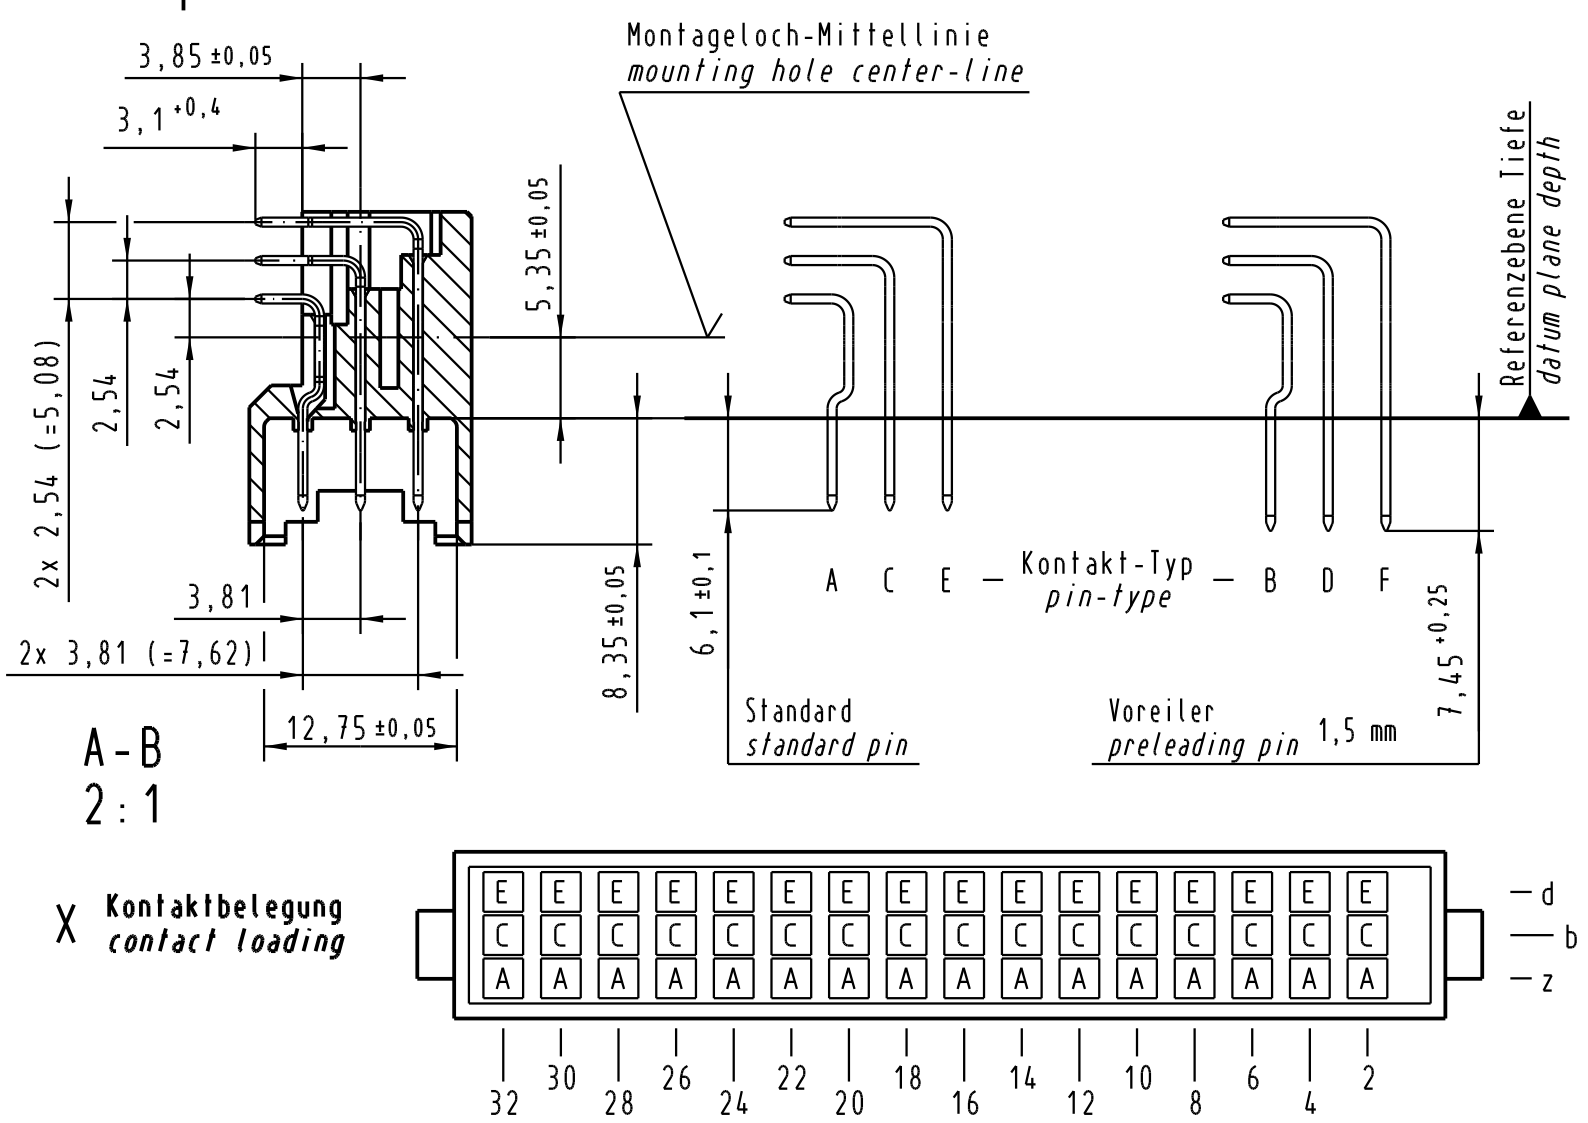 3,85 ±0,05
3,1 +0,4
Montageloch-Mittellinie
mounting hole center-line
5,35 ±0,05
Referenzebene Tiefe
datum plane depth
2x 2,54 (=5,08)
2,54
2,54
3,81
2x 3,81 (=7,62)
12,75 ±0,05
8,35 ±0,05
6,1 ±0,1
A C E – Kontakt-Typ – B D F
pin-type
7,45 +0,25
Standard
standard pin
Voreiler
preleading pin 1,5 mm
A-B
2:1
X Kontaktbelegung
contact loading
E E E E E E E E E E E E E E E E – d
C C C C C C C C C C C C C C C C — b
A A A A A A A A A A A A A A A A – z
30 26 22 18 14 10 6 2
32 28 24 20 16 12 8 4